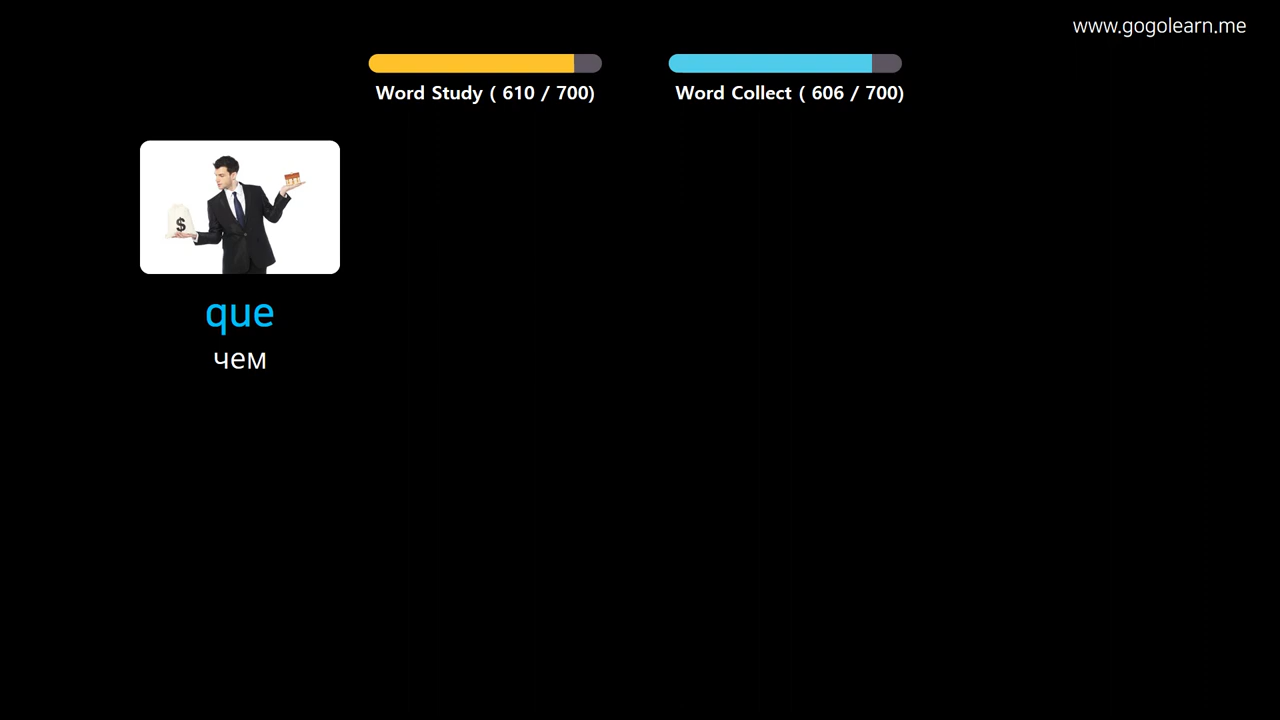 www.gogolearn.me
Word Study ( 610 / 700)
Word Collect ( 606 / 700)
$
que
чем